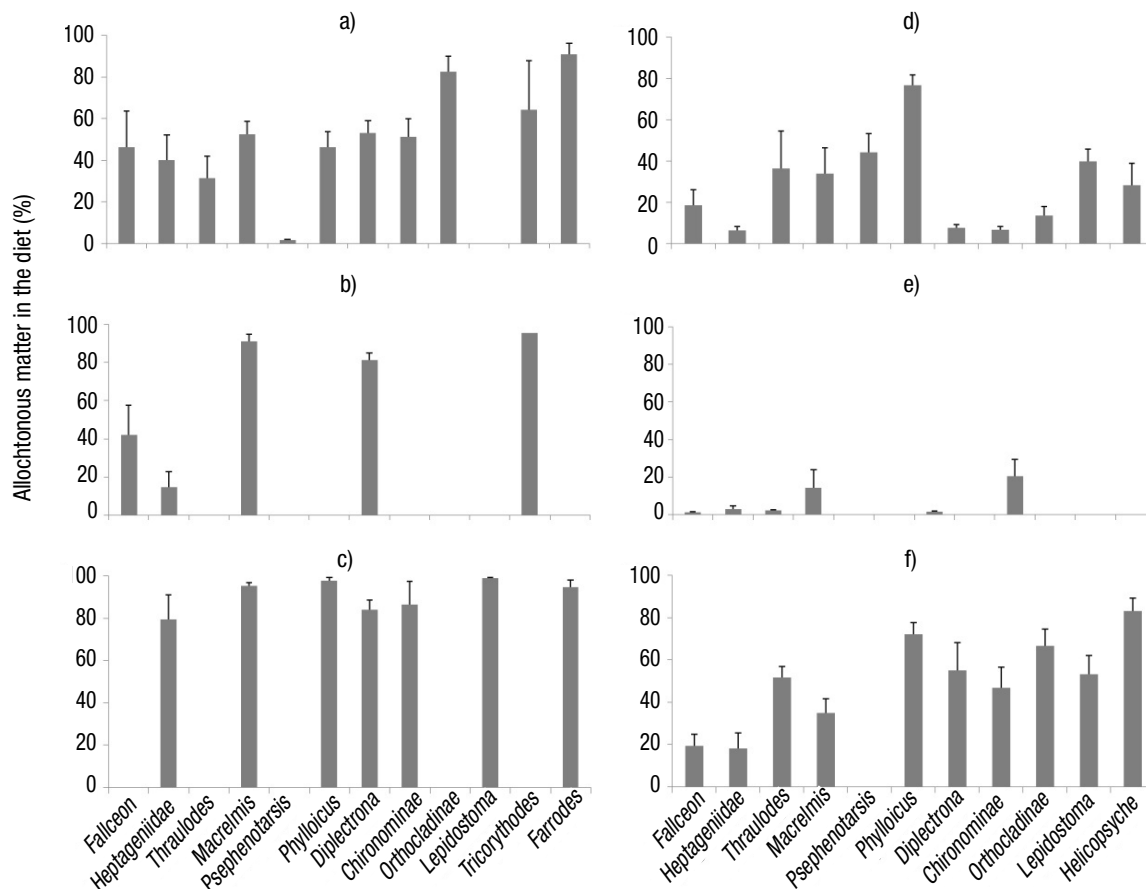 Allochtonous matter in the diet (%)
a)
100
80
60
40
20
0
b)
100
80
60
40
20
0
c)
00
80
60
40
20
0
Fallceon
Heptageniidae
Thraulodes
Macrelmis
Psephenotarsis
Phylloicus
Diplectrona
Chironominae
Orthocladinae
Lepidostoma
Tricorythodes
Farrodes
d)
100
80
60
40
20
0
e)
100
80
60
40
20
0
f)
100
80
60
40
20
0
Fallceon
Heptageniidae
Thraulodes
Macrelmis
Psephenotarsis
Phylloicus
Diplectrona
Chironominae
Orthocladinae
Lepidostoma
Helicopsyche